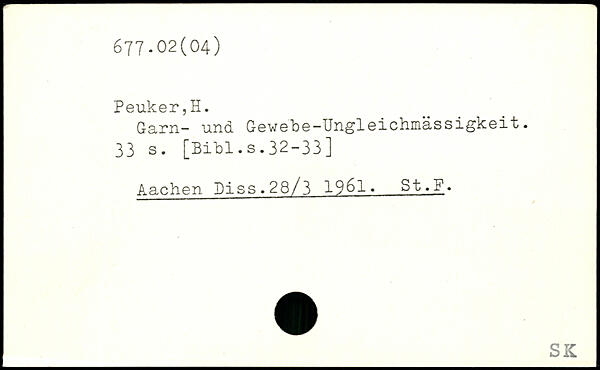 677.02(04)
Peuker,H.
Garn- und Gewebe-Ungleichmässigkeit.
33 s. [Bibl.s.32-33]
Aachen Diss.28/3 1961. St.F.
SK